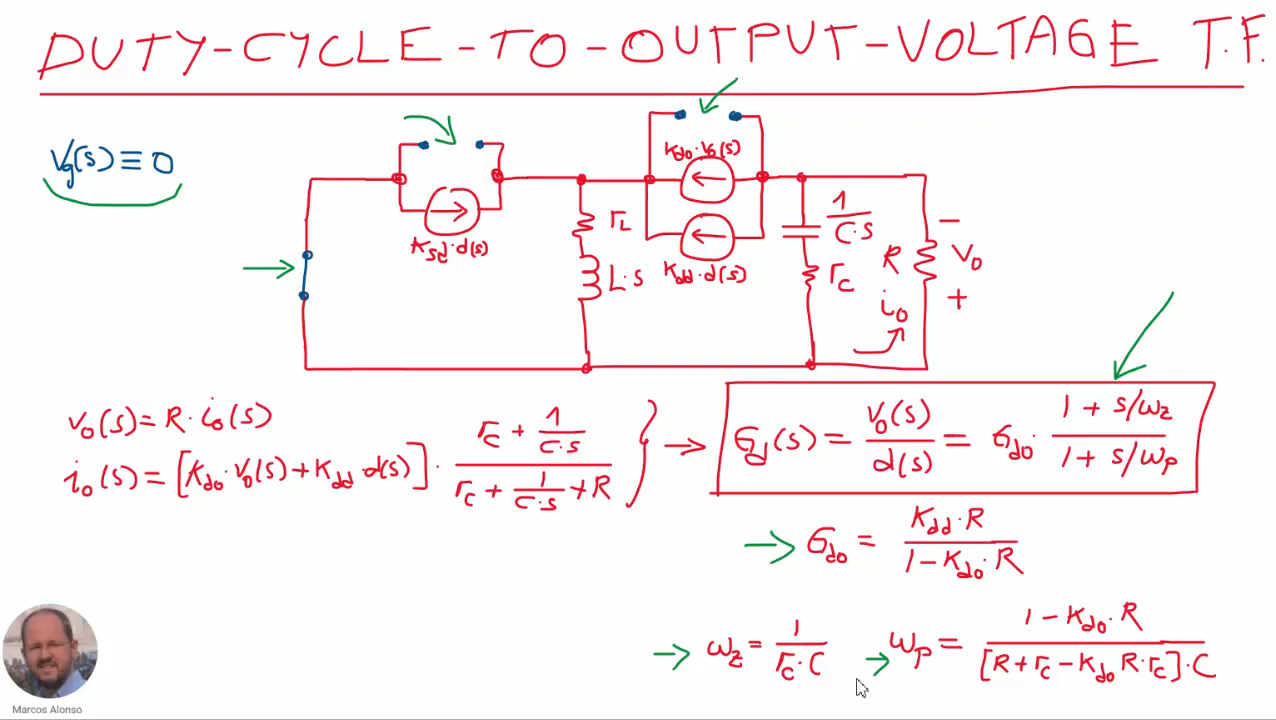 DUTY-CYCLE-TO-OUTPUT-VOLTAGE T.F.
Vg(s) ≡ 0
Kdo·Vo(s)
Ksd·d(s)
rL
Kdd·d(s)
L·s
1/C·s
rC
R
−
Vo
+
io
vo(s) = R·io(s)
io(s) = [Kdo·vo(s) + Kdd·d(s)] · (rc + 1/C·s) / (rc + 1/C·s + R)
Gd(s) = vo(s)/d(s) = Gdo · (1 + s/ωz) / (1 + s/ωp)
Gdo = Kdd·R / (1 − Kdo·R)
ωz = 1 / (rc·C)
ωp = (1 − Kdo·R) / ([R + rc − Kdo R·rc]·C)
Marcos Alonso